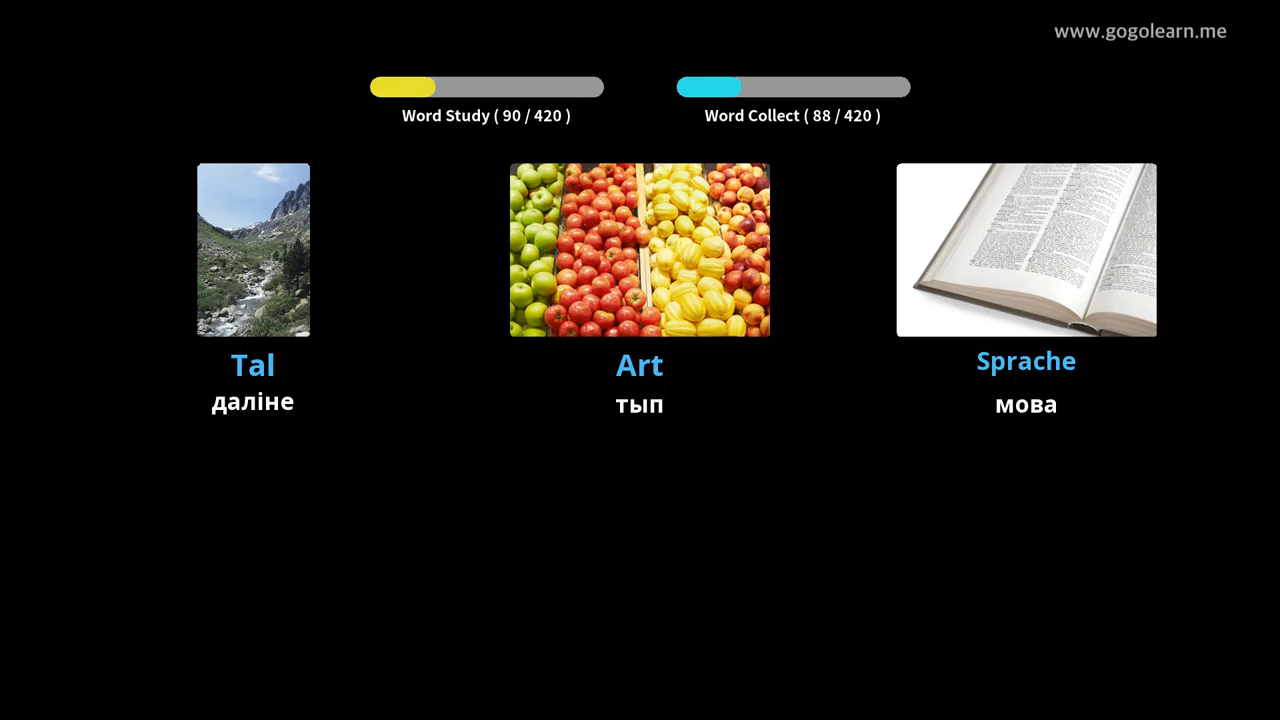 www.gogolearn.me
Word Study ( 90 / 420 )
Word Collect ( 88 / 420 )
Tal
Art
Sprache
даліне
тып
мова